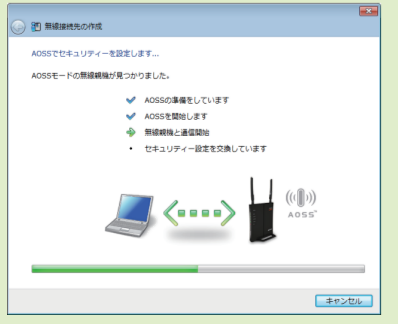 無線接続先の作成
AOSSでセキュリティーを設定します...
AOSSモードの無線親機が見つかりました。
AOSSの準備をしています
AOSSを開始します
無線親機と通信開始
• セキュリティー設定を交換しています
AOSS™
キャンセル